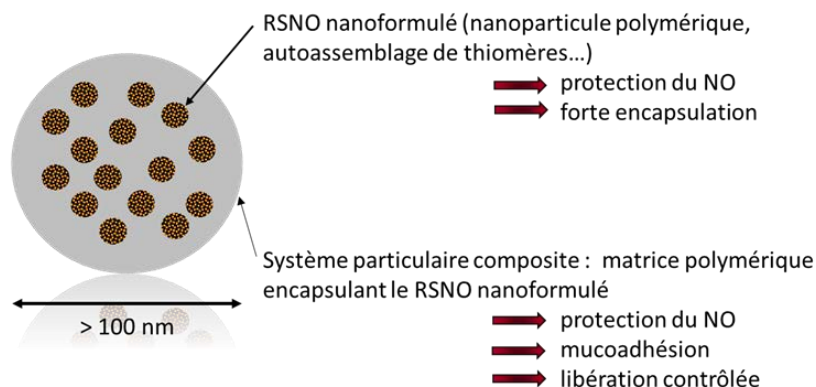 RSNO nanoformulé (nanoparticule polymérique,
autoassemblage de thiomères…)
protection du NO
forte encapsulation
Système particulaire composite : matrice polymérique
encapsulant le RSNO nanoformulé
> 100 nm
protection du NO
mucoadhésion
libération contrôlée